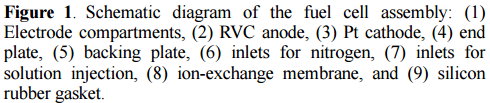 Figure 1. Schematic diagram of the fuel cell assembly: (1)
Electrode compartments, (2) RVC anode, (3) Pt cathode, (4) end
plate, (5) backing plate, (6) inlets for nitrogen, (7) inlets for
solution injection, (8) ion-exchange membrane, and (9) silicon
rubber gasket.